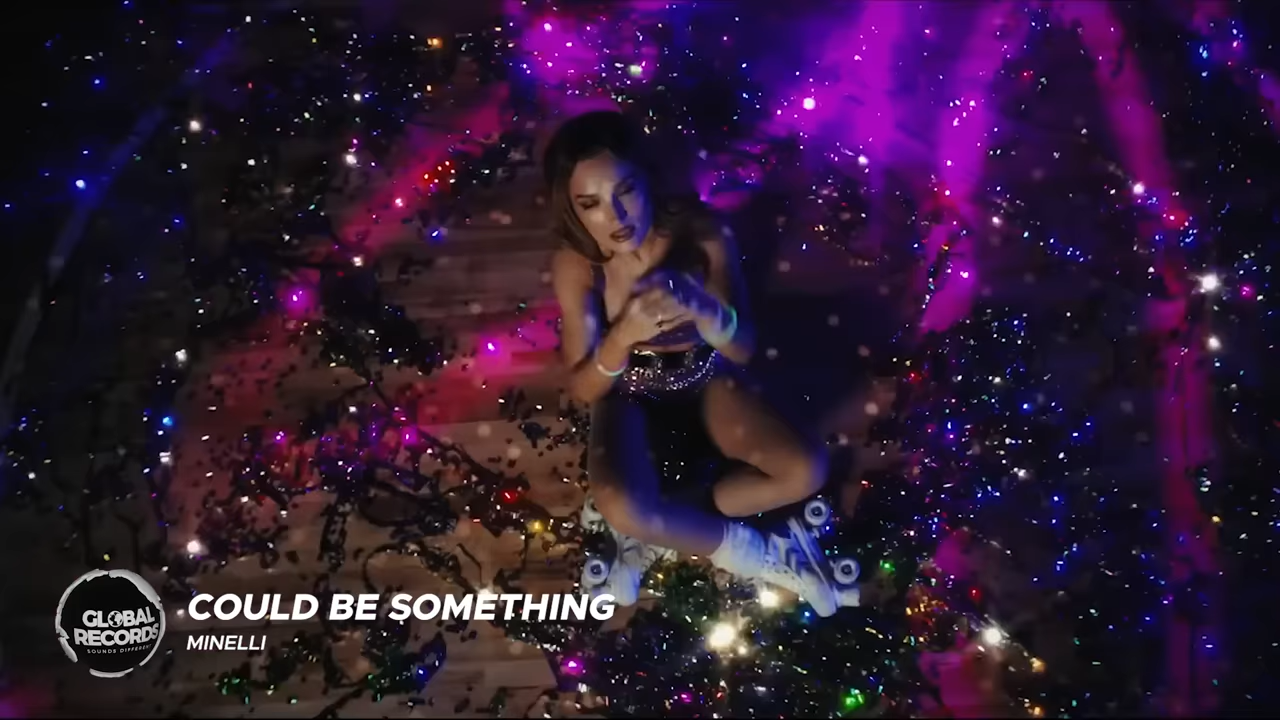 COULD BE SOMETHING
MINELLI
GLOBAL
RECORDS
SOUNDS DIFFERENT